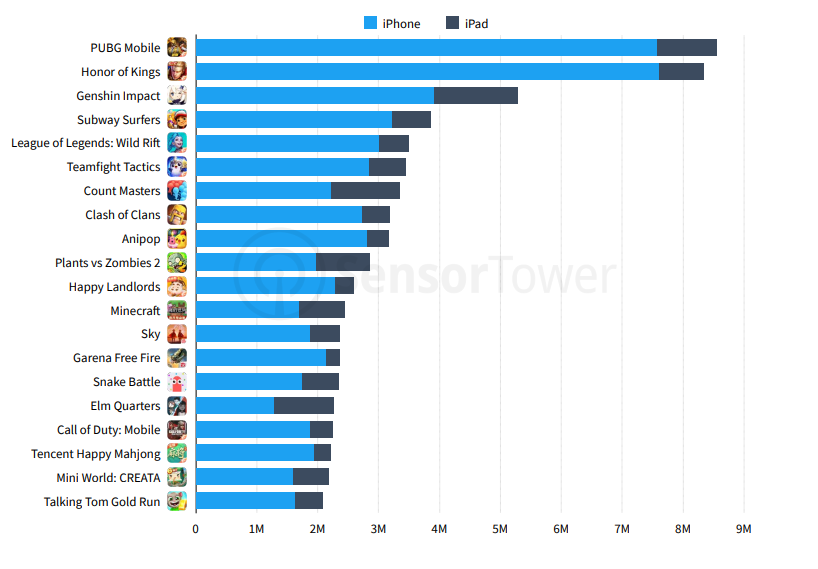 iPhone iPad
PUBG Mobile
Honor of Kings
Genshin Impact
Subway Surfers
League of Legends: Wild Rift
Teamfight Tactics
Count Masters
Clash of Clans
Anipop
Plants vs Zombies 2
SensorTower
Happy Landlords
Minecraft
Sky
Garena Free Fire
Snake Battle
Elm Quarters
Call of Duty: Mobile
Tencent Happy Mahjong
Mini World: CREATA
Talking Tom Gold Run
0 1M 2M 3M 4M 5M 6M 7M 8M 9M